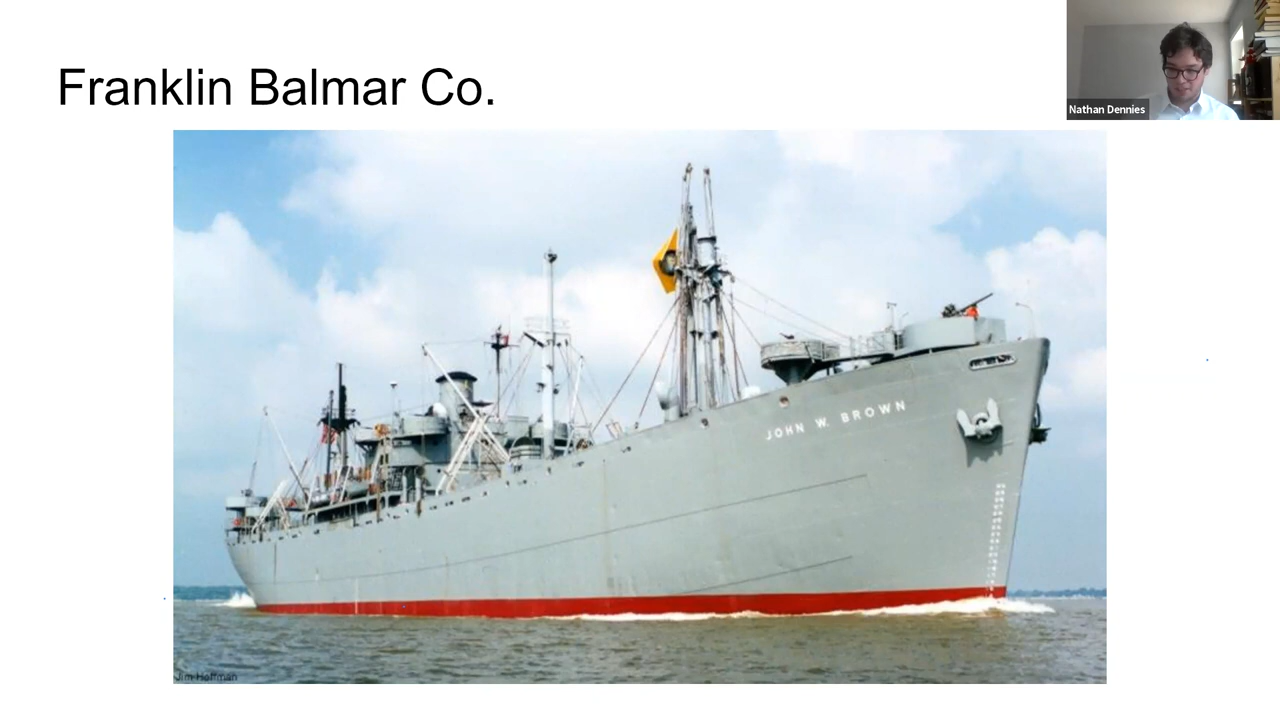 Franklin Balmar Co.
Nathan Dennies
JOHN W. BROWN
Jim Hoffman